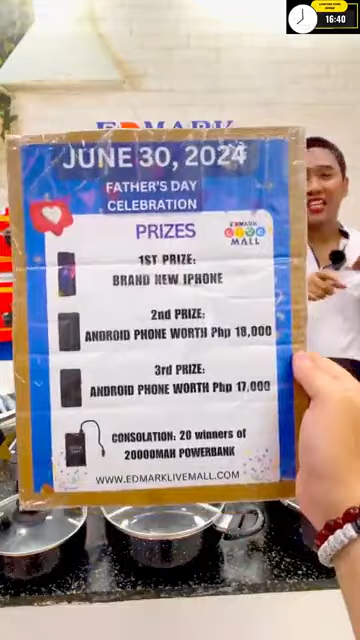 16:40
EDMARK
JUNE 30, 2024
FATHER'S DAY
CELEBRATION
PRIZES
EDMARK
LIVE
MALL
1ST PRIZE:
BRAND NEW IPHONE
2nd PRIZE:
ANDROID PHONE WORTH Php 18,000
3rd PRIZE:
ANDROID PHONE WORTH Php 17,000
CONSOLATION: 20 winners of
20000MAH POWERBANK
WWW.EDMARKLIVEMALL.COM